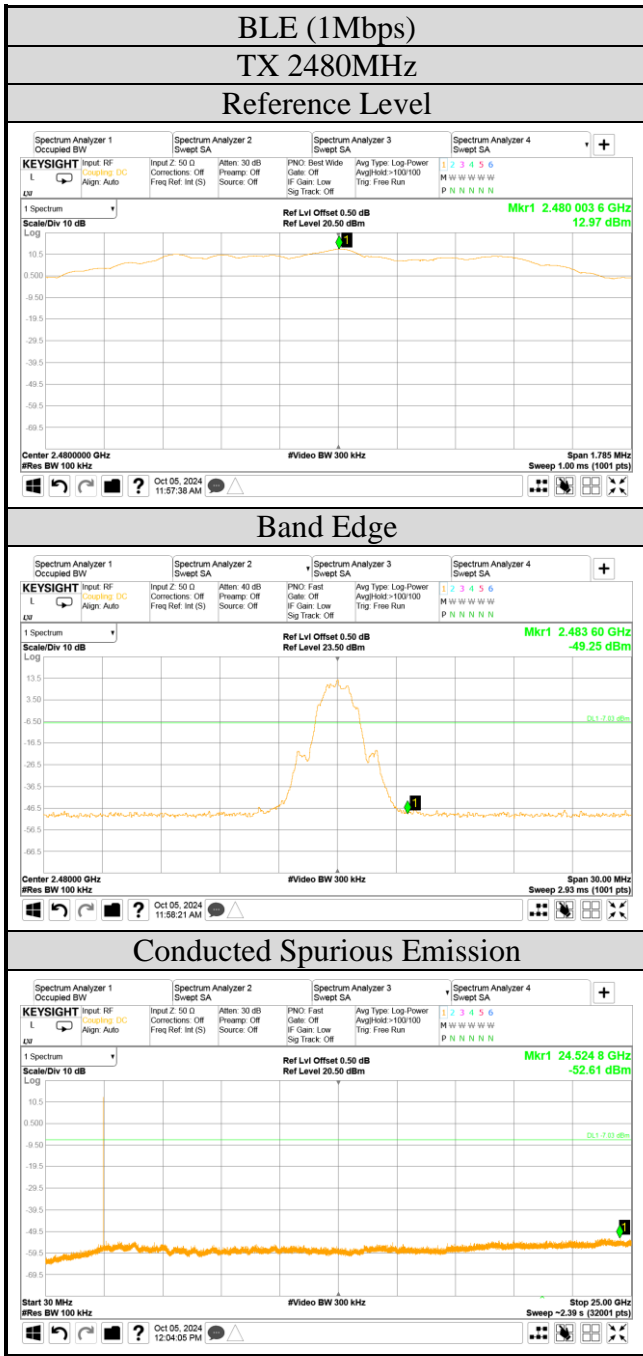 BLE (1Mbps)
TX 2480MHz
Reference Level
Spectrum Analyzer 1 Spectrum Analyzer 2 Spectrum Analyzer 3 Spectrum Analyzer 4
Occupied BW Swept SA Swept SA Swept SA +
KEYSIGHT Input: RF Input Z: 50 Ω Atten: 30 dB PNO: Best Wide Avg Type: Log-Power 1 2 3 4 5 6
L Coupling: DC Corrections: Off Preamp: Off Gate: Off Avg|Hold:>100/100 M W W W W W
Align: Auto Freq Ref: Int (S) Source: Off IF Gain: Low Trig: Free Run
Sig Track: Off P N N N N N
LXI
1 Spectrum Ref Lvl Offset 0.50 dB Mkr1 2.480 003 6 GHz
Scale/Div 10 dB Ref Level 20.50 dBm 12.97 dBm
Log
1
10.5
0.500
-9.50
-19.5
-29.5
-39.5
-49.5
-59.5
-69.5
Center 2.4800000 GHz #Video BW 300 kHz Span 1.785 MHz
#Res BW 100 kHz Sweep 1.00 ms (1001 pts)
? Oct 05, 2024
11:57:38 AM
Band Edge
Spectrum Analyzer 1 Spectrum Analyzer 2 Spectrum Analyzer 3 Spectrum Analyzer 4
Occupied BW Swept SA Swept SA Swept SA +
KEYSIGHT Input: RF Input Z: 50 Ω Atten: 40 dB PNO: Fast Avg Type: Log-Power 1 2 3 4 5 6
L Coupling: DC Corrections: Off Preamp: Off Gate: Off Avg|Hold:>100/100 M W W W W W
Align: Auto Freq Ref: Int (S) Source: Off IF Gain: Low Trig: Free Run
Sig Track: Off P N N N N N
LXI
1 Spectrum Ref Lvl Offset 0.50 dB Mkr1 2.483 60 GHz
Scale/Div 10 dB Ref Level 23.50 dBm -49.25 dBm
Log
13.5
3.50
-6.50 DL1 -7.03 dBm
-16.5
-26.5
-36.5
-46.5 1
-56.5
-66.5
Center 2.48000 GHz #Video BW 300 kHz Span 30.00 MHz
#Res BW 100 kHz Sweep 2.93 ms (1001 pts)
? Oct 05, 2024
11:58:21 AM
Conducted Spurious Emission
Spectrum Analyzer 1 Spectrum Analyzer 2 Spectrum Analyzer 3 Spectrum Analyzer 4
Occupied BW Swept SA Swept SA Swept SA +
KEYSIGHT Input: RF Input Z: 50 Ω Atten: 30 dB PNO: Fast Avg Type: Log-Power 1 2 3 4 5 6
L Coupling: DC Corrections: Off Preamp: Off Gate: Off Avg|Hold:>100/100 M W W W W W
Align: Auto Freq Ref: Int (S) Source: Off IF Gain: Low Trig: Free Run
Sig Track: Off P N N N N N
LXI
1 Spectrum Ref Lvl Offset 0.50 dB Mkr1 24.524 8 GHz
Scale/Div 10 dB Ref Level 20.50 dBm -52.61 dBm
Log
10.5
0.500
-9.50 DL1 -7.03 dBm
-19.5
-29.5
-39.5
-49.5 1
-59.5
-69.5
Start 30 MHz #Video BW 300 kHz Stop 25.00 GHz
#Res BW 100 kHz Sweep ~2.39 s (32001 pts)
? Oct 05, 2024
12:04:05 PM